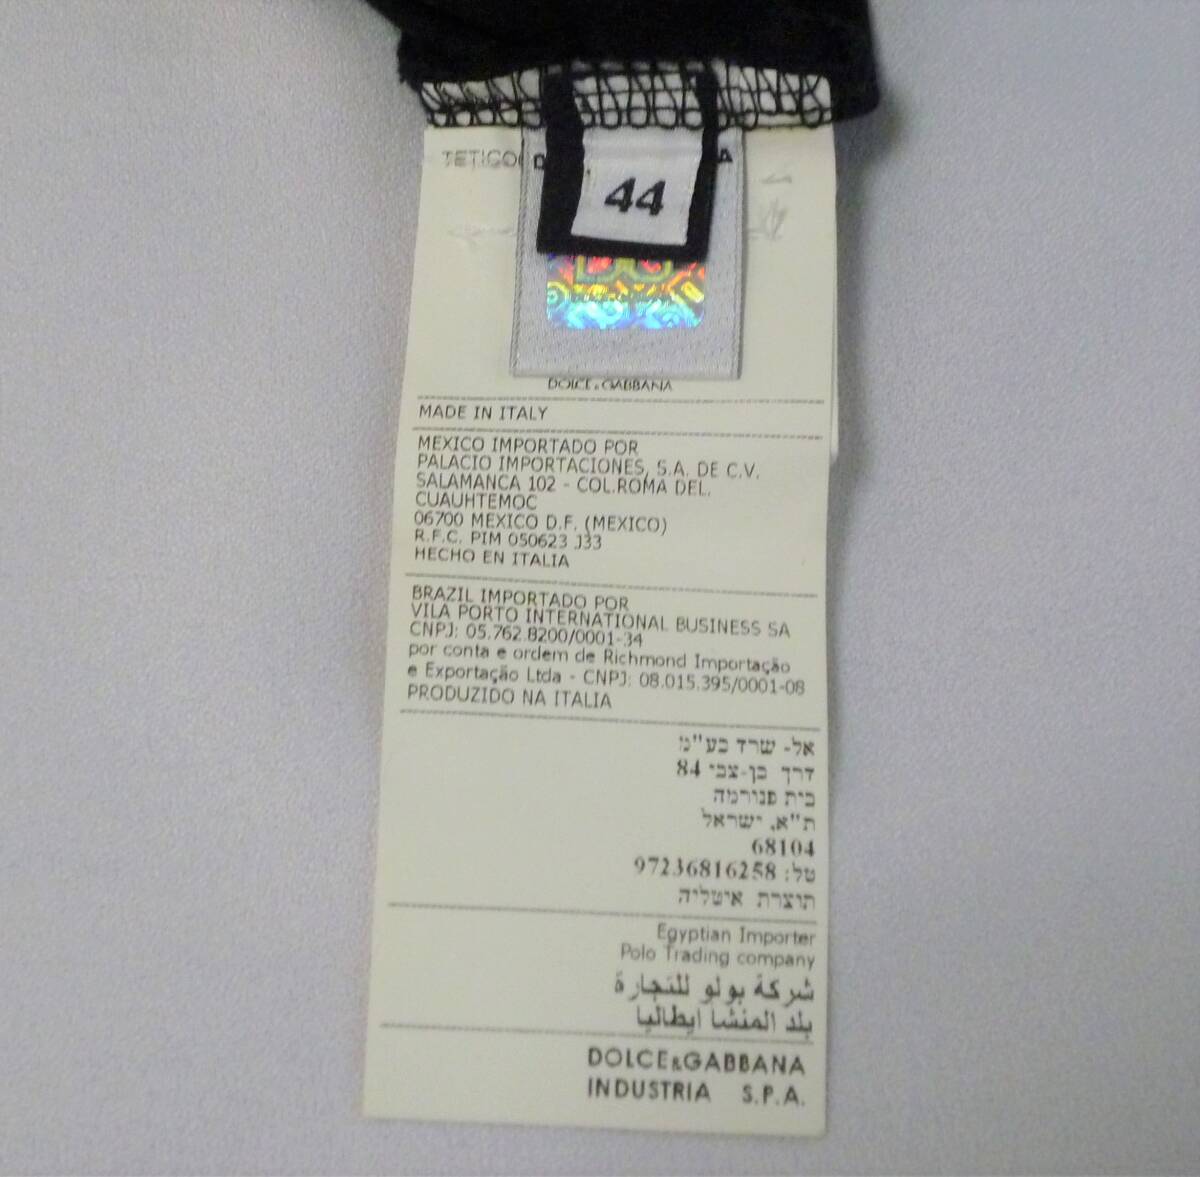 TETICO
D
A
44
DOLCE & GABBANA
MADE IN ITALY
MEXICO IMPORTADO POR
PALACIO IMPORTACIONES, S.A. DE C.V.
SALAMANCA 102 - COL.ROMA DEL.
CUAUHTEMOC
06700 MEXICO D.F. (MEXICO)
R.F.C. PIM 050623 J33
HECHO EN ITALIA
BRAZIL IMPORTADO POR
VILA PORTO INTERNATIONAL BUSINESS SA
CNPJ: 05.762.8200/0001-34
por conta e ordem de Richmond Importação
e Exportação Ltda - CNPJ: 08.015.395/0001-08
PRODUZIDO NA ITALIA
אל- שרד בע"מ
דרך בן-צבי 84
בית פנורמה
ת"א, ישראל
68104
טל: 97236816258
תוצרת איטליה
Egyptian Importer
Polo Trading company
شركة بولو للتجارة
بلد المنشا ايطاليا
DOLCE&GABBANA
INDUSTRIA S.P.A.